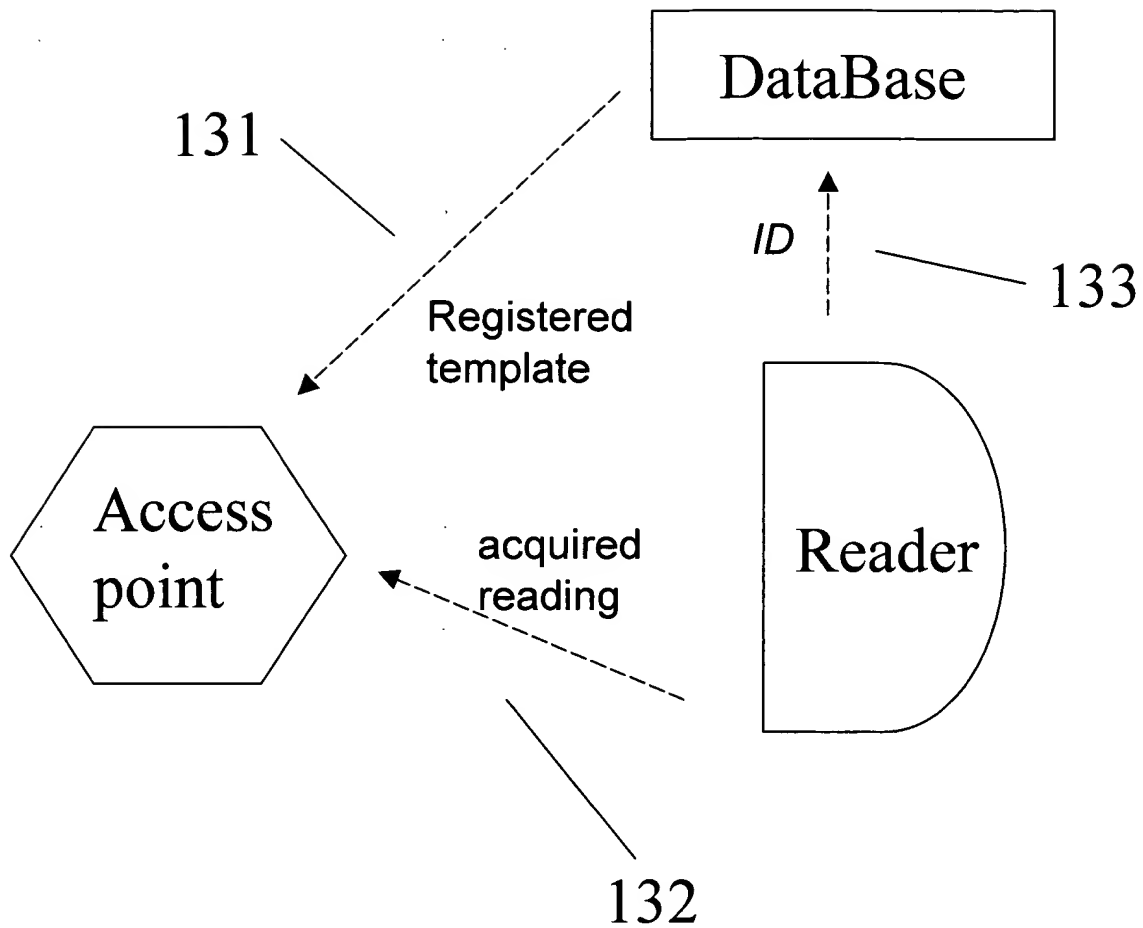 DataBase
131
ID
133
Registered
template
Access
point
acquired
reading
Reader
132